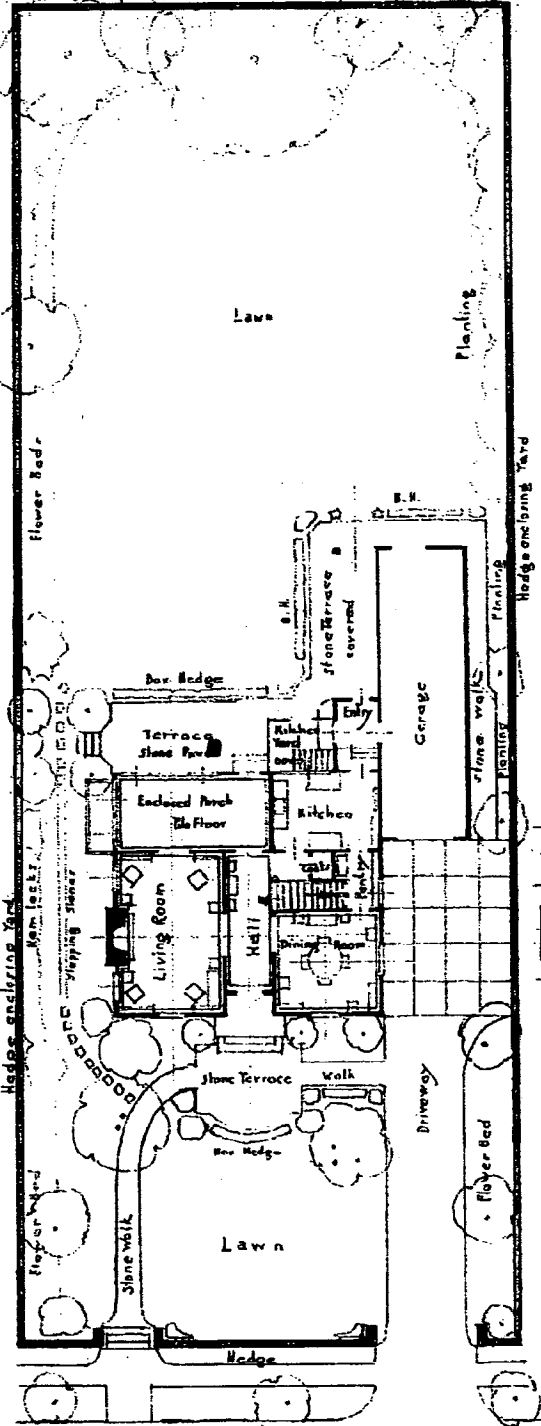 Lawn
Planting
Flower Beds
Hedge enclosing Yard
B.H.
B.H.
Stone Terrace
covered
Planting
Box Hedge
Entry
Garage
Stone Walk
Planting
Terrace
Stone Paved
Kitchen
Yard
Enclosed Porch
Tile Floor
Kitchen
Pantry
Hemlocks
Stepping Stones
Living Room
Hall
Dining Room
Hedge enclosing Yard
Stone Terrace
Walk
Driveway
Box Hedge
Flower Bed
Flower Bed
Stone Walk
Lawn
Hedge